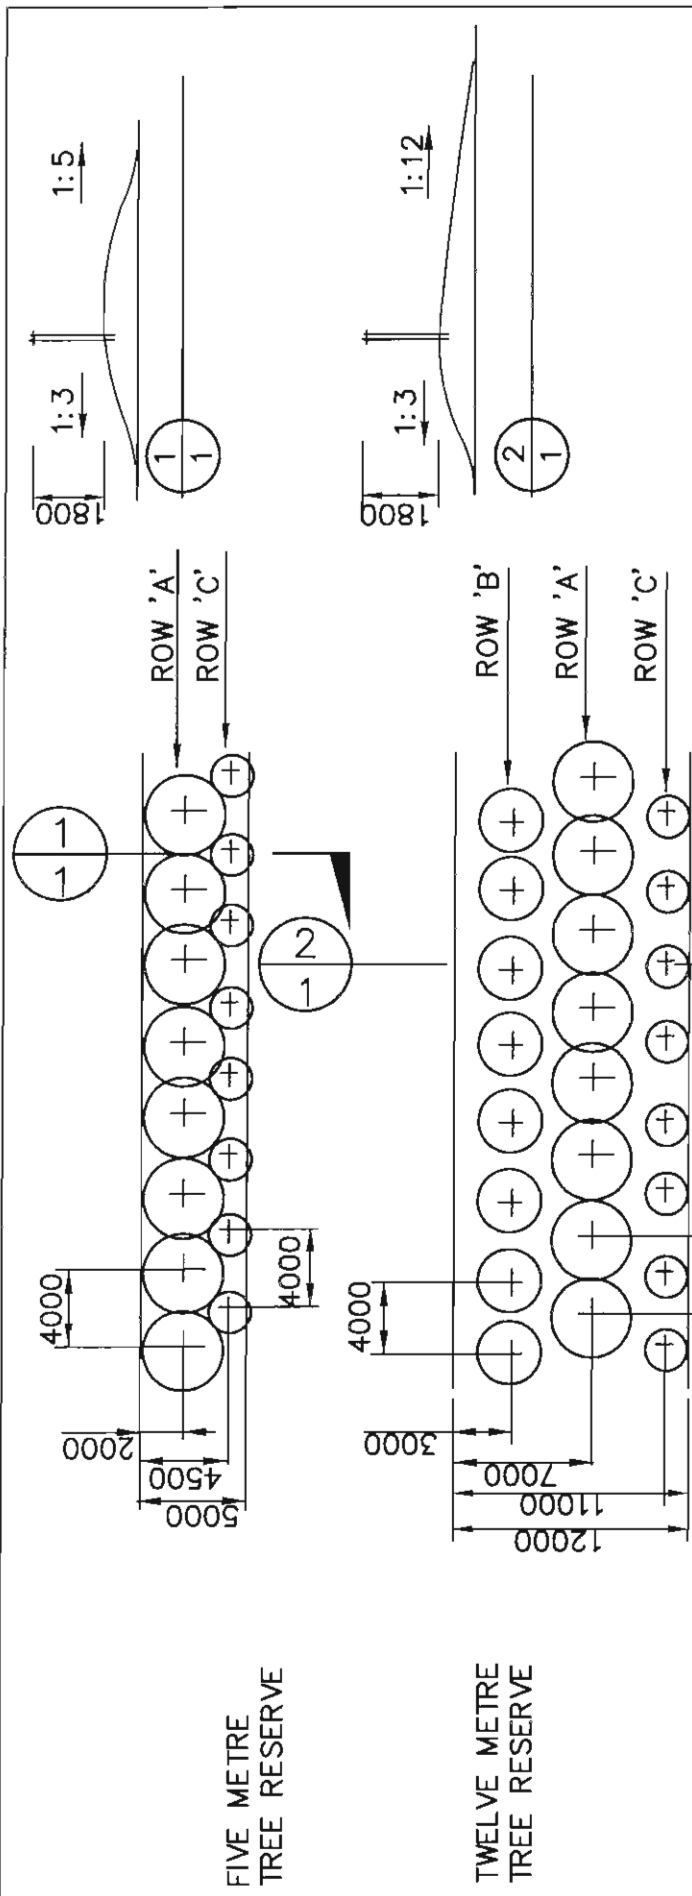 FIVE METRE
TREE RESERVE
5000
4500
2000
4000
4000
1
1
ROW 'A'
ROW 'C'
1800
1:3
1:5
1
1
TWELVE METRE
TREE RESERVE
12000
11000
7000
3000
4000
2
1
ROW 'B'
ROW 'A'
ROW 'C'
1800
1:3
1:12
2
1